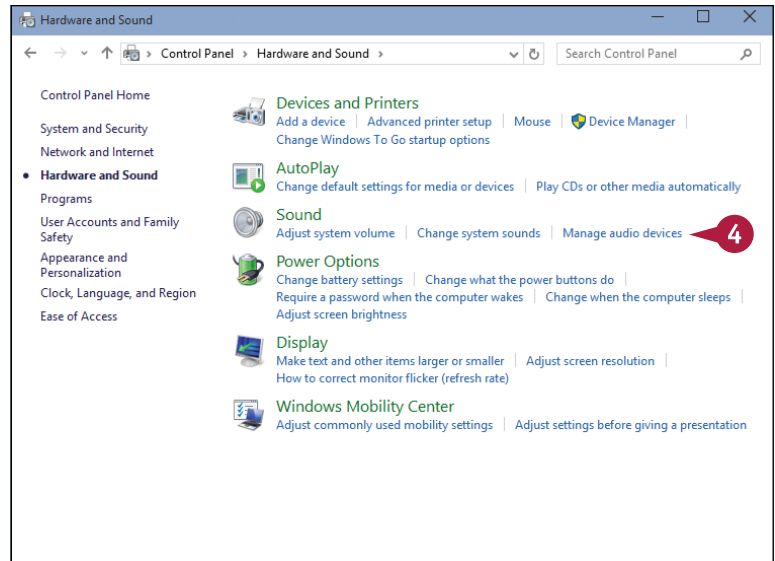 Hardware and Sound
Control Panel > Hardware and Sound >
Search Control Panel
Control Panel Home
System and Security
Network and Internet
• Hardware and Sound
Programs
User Accounts and Family
Safety
Appearance and
Personalization
Clock, Language, and Region
Ease of Access
Devices and Printers
Add a device | Advanced printer setup | Mouse | Device Manager |
Change Windows To Go startup options
AutoPlay
Change default settings for media or devices | Play CDs or other media automatically
Sound
Adjust system volume | Change system sounds | Manage audio devices 4
Power Options
Change battery settings | Change what the power buttons do |
Require a password when the computer wakes | Change when the computer sleeps |
Adjust screen brightness
Display
Make text and other items larger or smaller | Adjust screen resolution |
How to correct monitor flicker (refresh rate)
Windows Mobility Center
Adjust commonly used mobility settings | Adjust settings before giving a presentation